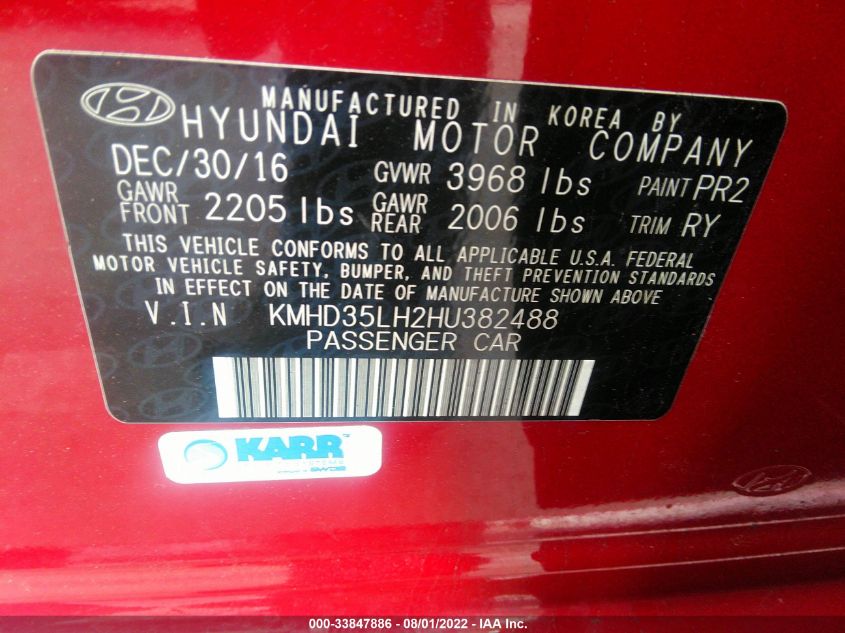 MANUFACTURED IN KOREA BY
HYUNDAI MOTOR COMPANY
DEC/30/16 GVWR 3968 lbs PAINT PR2
GAWR FRONT 2205 lbs GAWR REAR 2006 lbs TRIM RY
THIS VEHICLE CONFORMS TO ALL APPLICABLE U.S.A. FEDERAL
MOTOR VEHICLE SAFETY, BUMPER, AND THEFT PREVENTION STANDARDS
IN EFFECT ON THE DATE OF MANUFACTURE SHOWN ABOVE
V.I.N KMHD35LH2HU382488
PASSENGER CAR
KARR
000-33847886 - 08/01/2022 - IAA Inc.